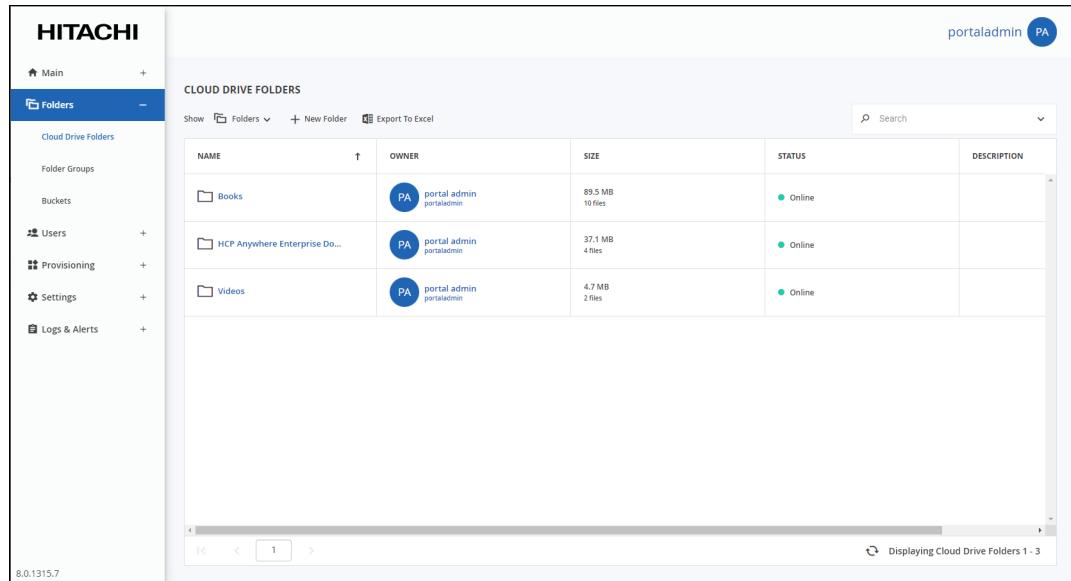 HITACHI
portaladmin PA
Main +
Folders −
Cloud Drive Folders
Folder Groups
Buckets
Users +
Provisioning +
Settings +
Logs & Alerts +
8.0.1315.7
CLOUD DRIVE FOLDERS
Show Folders + New Folder Export To Excel Search
NAME ↑ OWNER SIZE STATUS DESCRIPTION
Books PA portal admin 89.5 MB Online
portaladmin 10 files
HCP Anywhere Enterprise Do... PA portal admin 37.1 MB Online
portaladmin 4 files
Videos PA portal admin 4.7 MB Online
portaladmin 2 files
1 Displaying Cloud Drive Folders 1 - 3